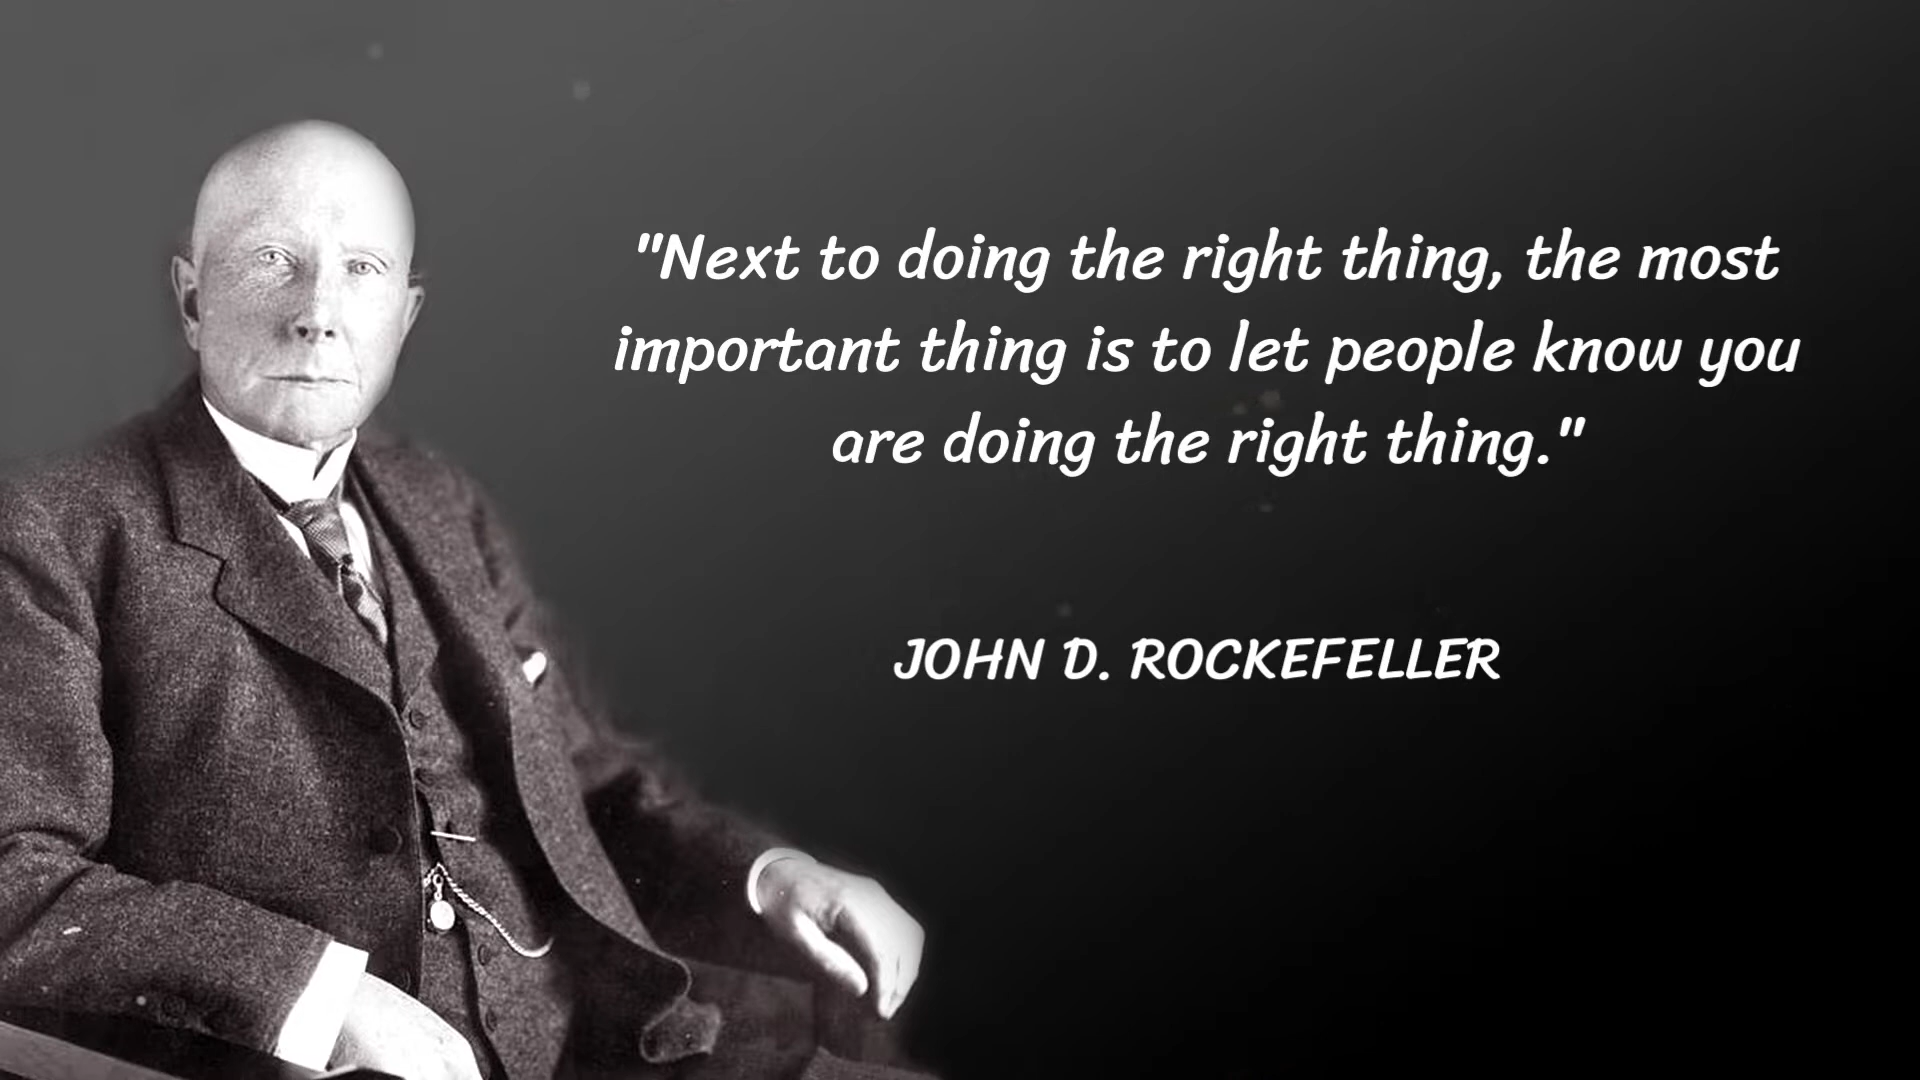 "Next to doing the right thing, the most
important thing is to let people know you
are doing the right thing."
JOHN D. ROCKEFELLER